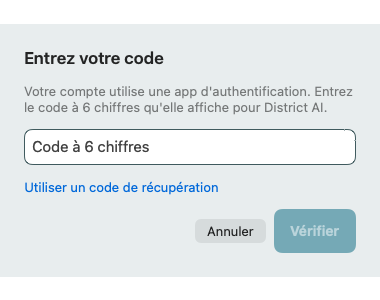 Entrez votre code
Votre compte utilise une app d'authentification. Entrez
le code à 6 chiffres qu'elle affiche pour District AI.
Code à 6 chiffres
Utiliser un code de récupération
Annuler
Vérifier